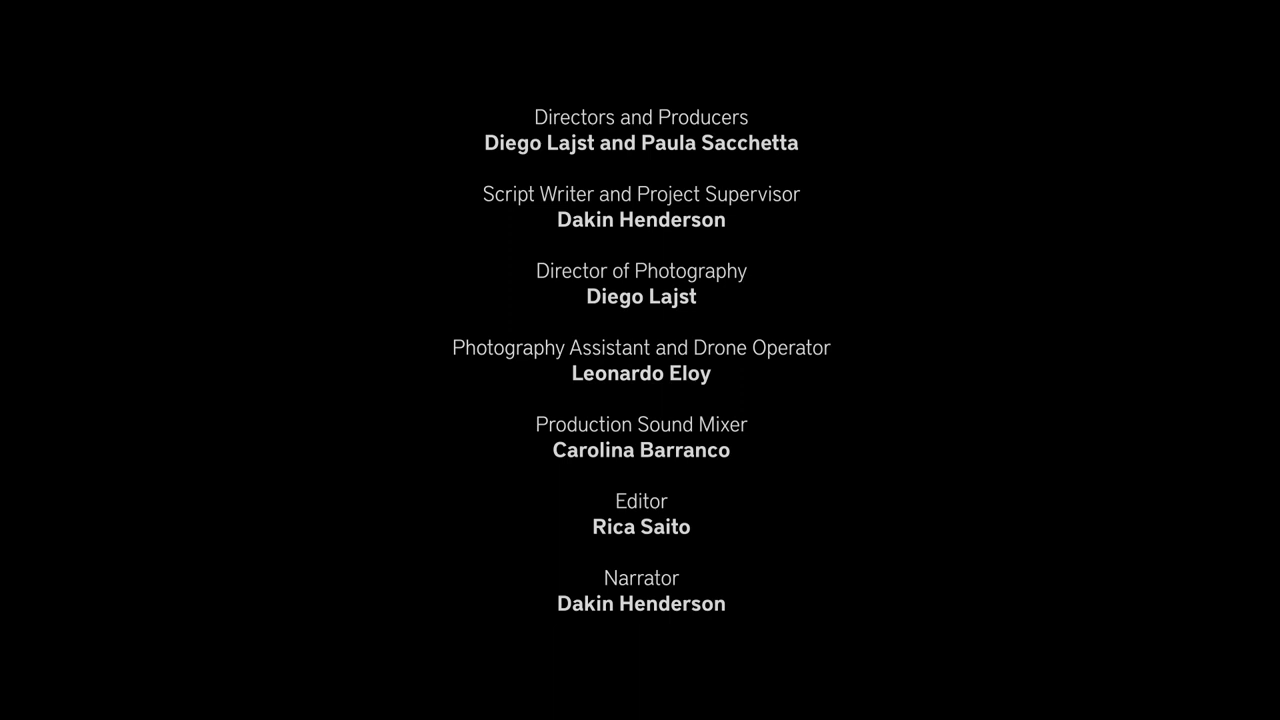 Directors and Producers
Diego Lajst and Paula Sacchetta
Script Writer and Project Supervisor
Dakin Henderson
Director of Photography
Diego Lajst
Photography Assistant and Drone Operator
Leonardo Eloy
Production Sound Mixer
Carolina Barranco
Editor
Rica Saito
Narrator
Dakin Henderson